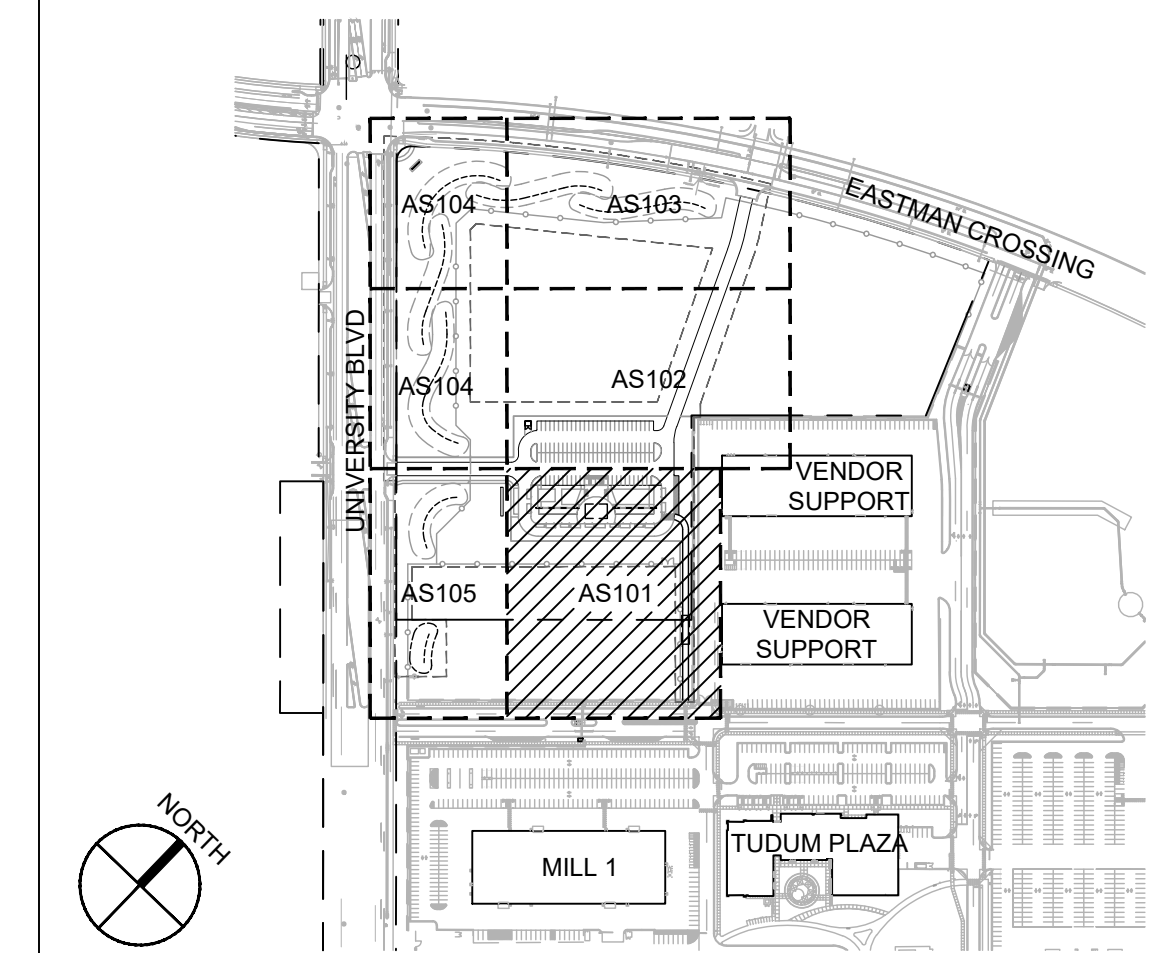 AS104
AS103
EASTMAN CROSSING
UNIVERSITY BLVD
AS104
AS102
VENDOR
SUPPORT
AS105
AS101
VENDOR
SUPPORT
NORTH
MILL 1
TUDUM PLAZA